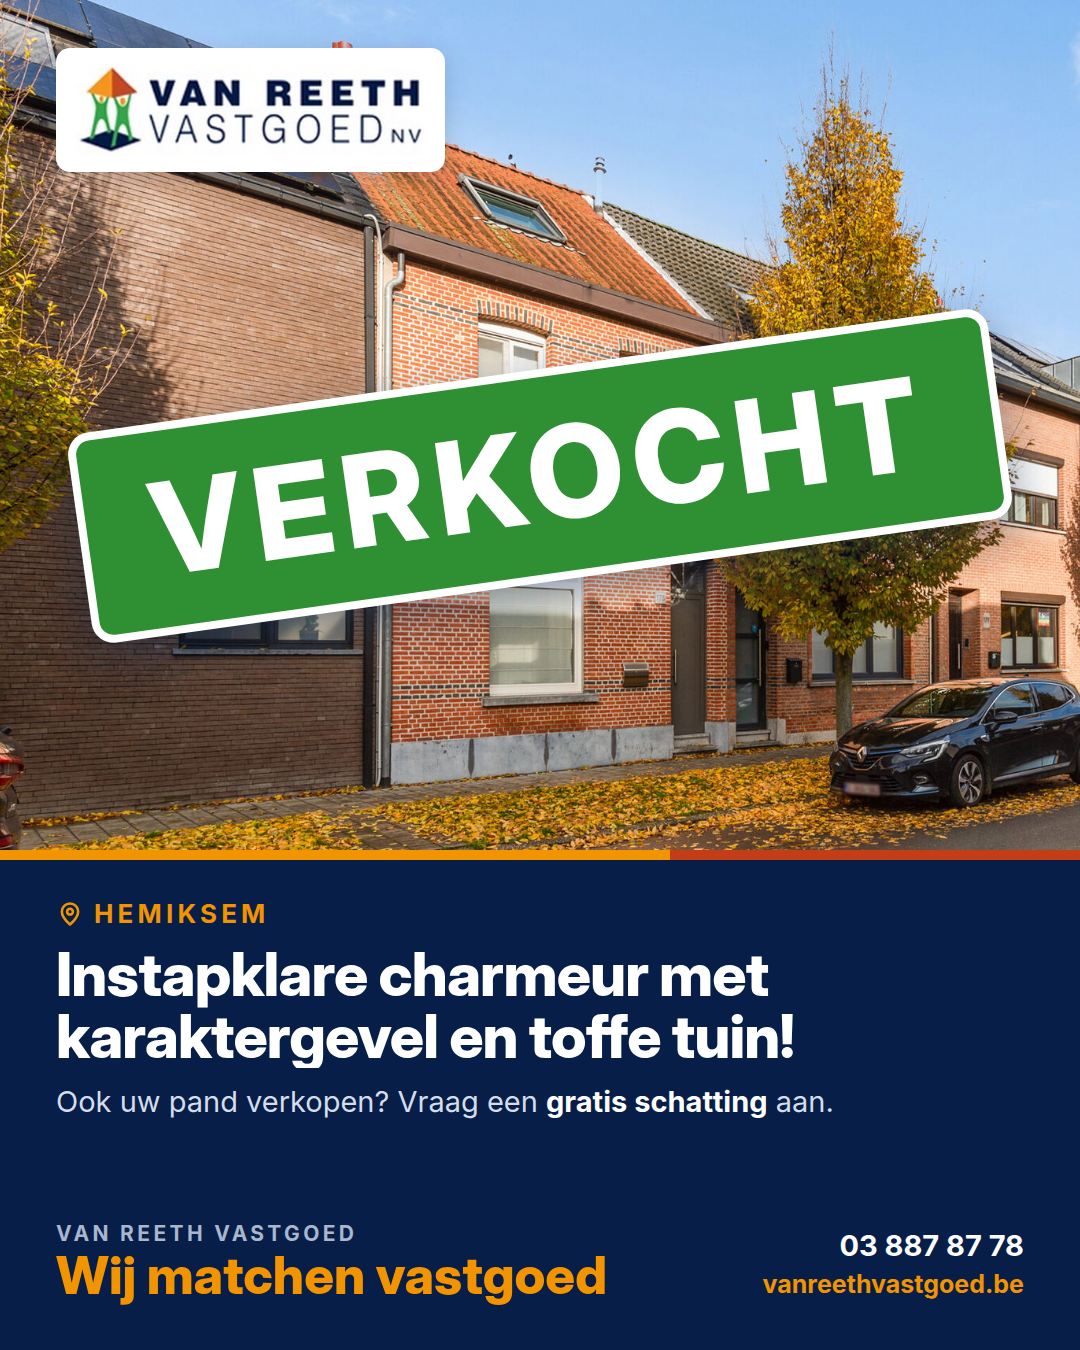 VAN REETH
VASTGOED NV
VERKOCHT
HEMIKSEM
Instapklare charmeur met
karaktergevel en toffe tuin!
Ook uw pand verkopen? Vraag een gratis schatting aan.
VAN REETH VASTGOED
Wij matchen vastgoed
03 887 87 78
vanreethvastgoed.be